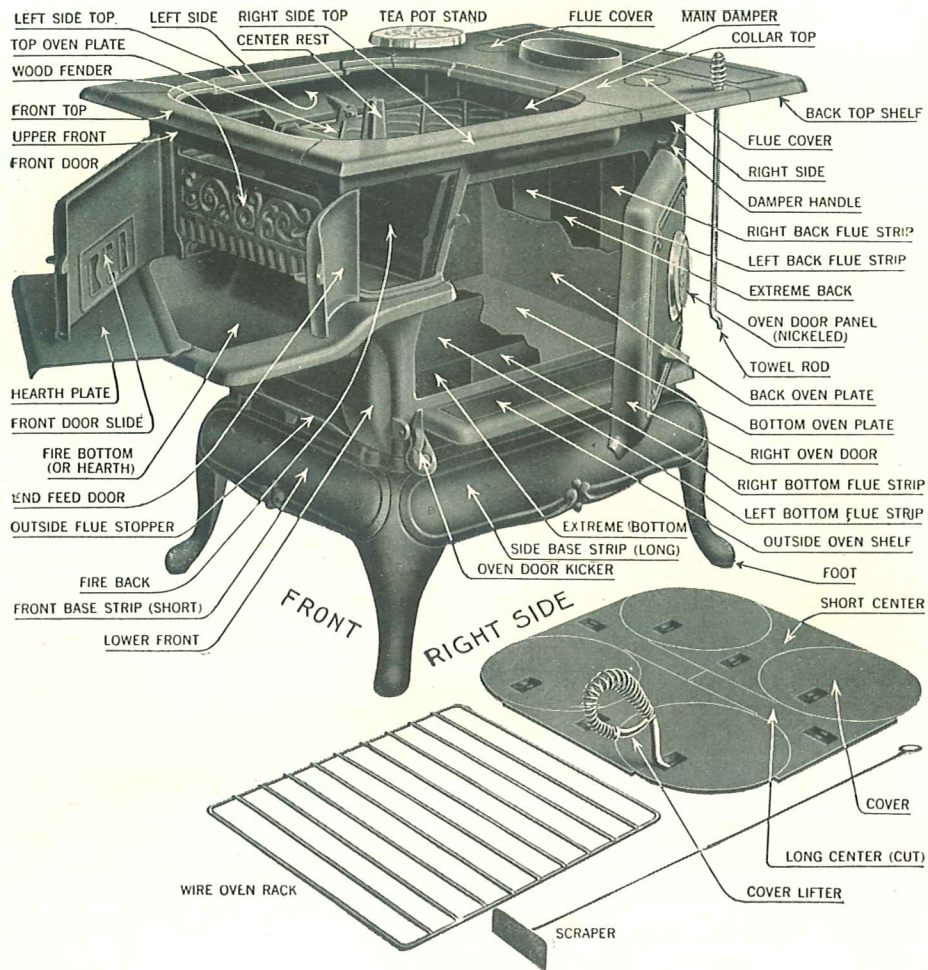 LEFT SIDE TOP.
LEFT SIDE
RIGHT SIDE TOP
TEA POT STAND
FLUE COVER
MAIN DAMPER
TOP OVEN PLATE
CENTER REST
COLLAR TOP
WOOD FENDER
FRONT TOP
UPPER FRONT
FRONT DOOR
BACK TOP SHELF
FLUE COVER
RIGHT SIDE
DAMPER HANDLE
RIGHT BACK FLUE STRIP
LEFT BACK FLUE STRIP
EXTREME BACK
OVEN DOOR PANEL
(NICKELED)
TOWEL ROD
HEARTH PLATE
FRONT DOOR SLIDE
FIRE BOTTOM
(OR HEARTH)
END FEED DOOR
OUTSIDE FLUE STOPPER
BACK OVEN PLATE
BOTTOM OVEN PLATE
RIGHT OVEN DOOR
RIGHT BOTTOM FLUE STRIP
LEFT BOTTOM FLUE STRIP
OUTSIDE OVEN SHELF
EXTREME BOTTOM
SIDE BASE STRIP (LONG)
OVEN DOOR KICKER
FIRE BACK
FRONT BASE STRIP (SHORT)
LOWER FRONT
FOOT
FRONT
RIGHT SIDE
SHORT CENTER
COVER
LONG CENTER (CUT)
COVER LIFTER
WIRE OVEN RACK
SCRAPER